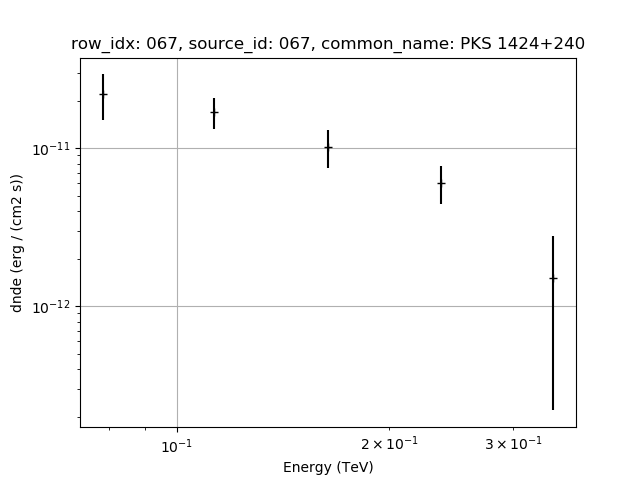 row_idx: 067, source_id: 067, common_name: PKS 1424+240
dnde (erg / (cm2 s))
10⁻¹¹
10⁻¹²
10⁻¹
2 × 10⁻¹
3 × 10⁻¹
Energy (TeV)